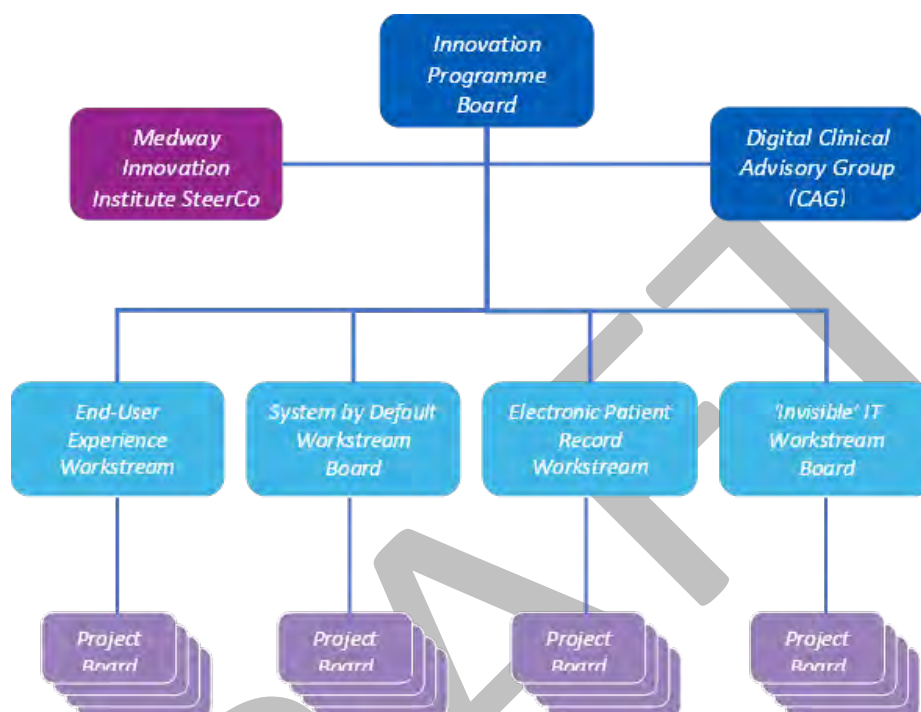 Innovation
Programme
Board
Medway
Innovation
Institute SteerCo
Digital Clinical
Advisory Group
(CAG)
End-User
Experience
Workstream
System by Default
Workstream
Board
Electronic Patient
Record
Workstream
'Invisible' IT
Workstream
Board
Project
Board
Project
Board
Project
Board
Project
Board
DRAFT